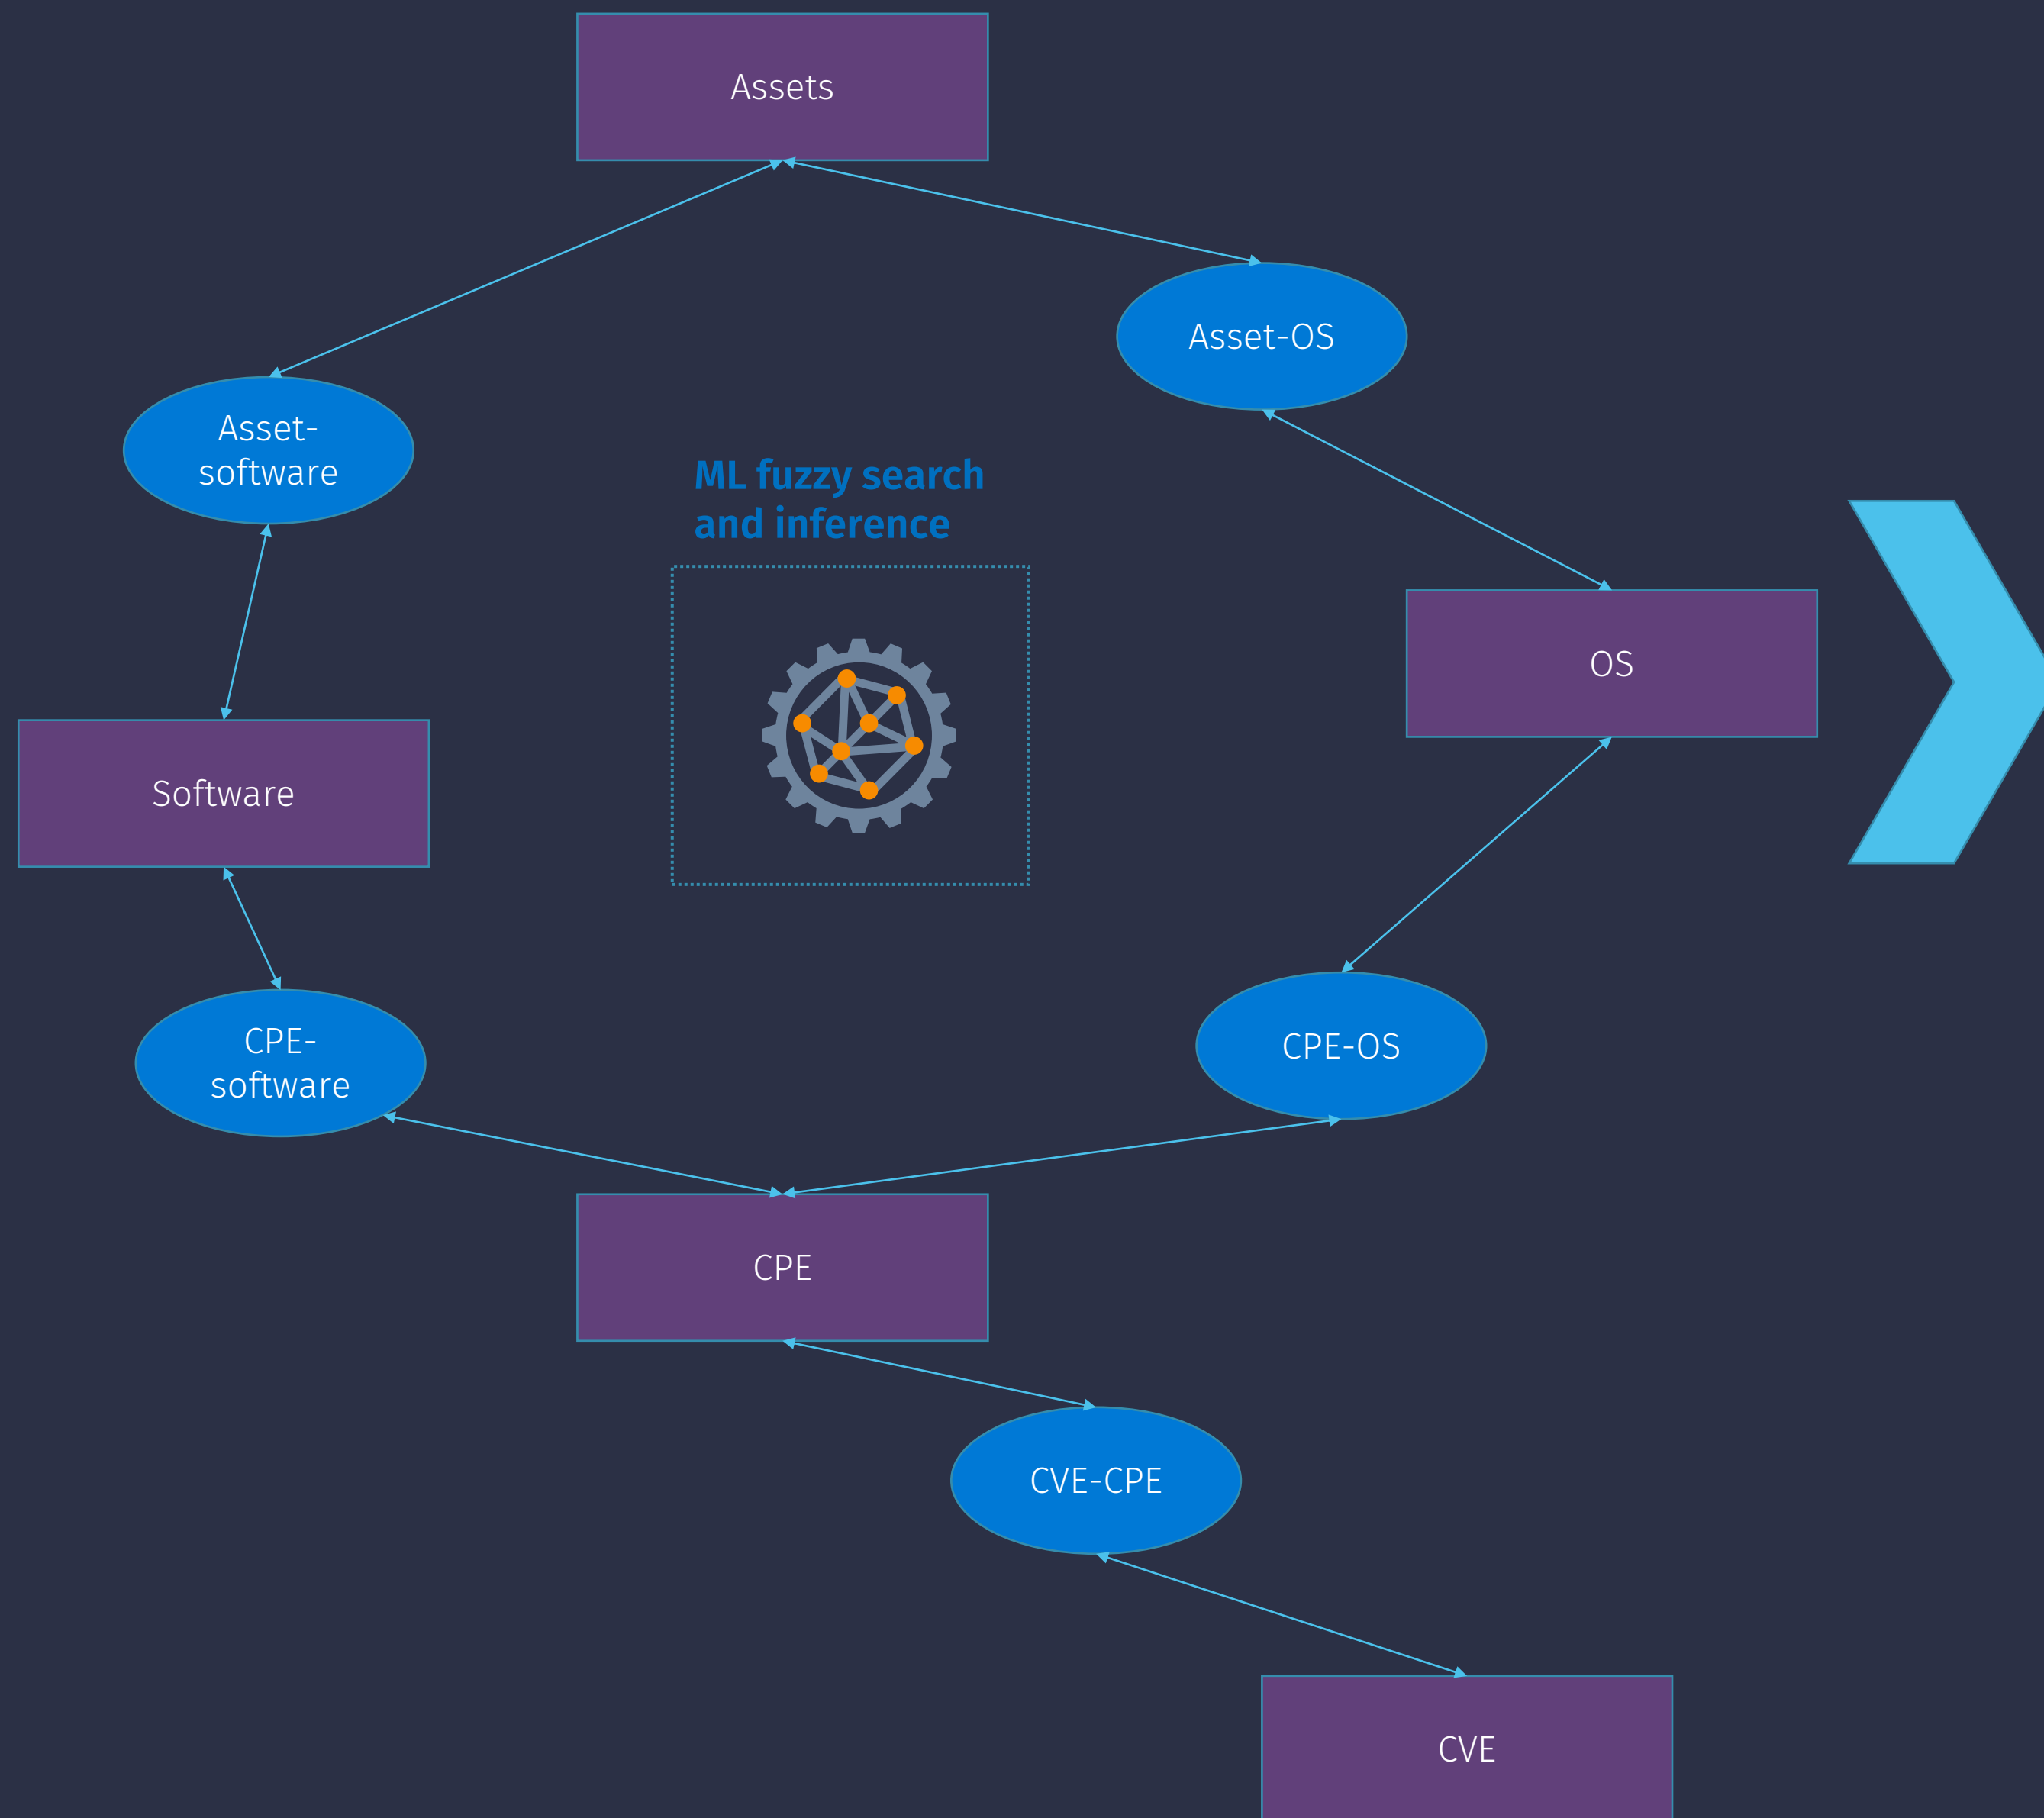 Assets
Asset-OS
Asset-
software
ML fuzzy search
and inference
OS
Software
CPE-
software
CPE-OS
CPE
CVE-CPE
CVE